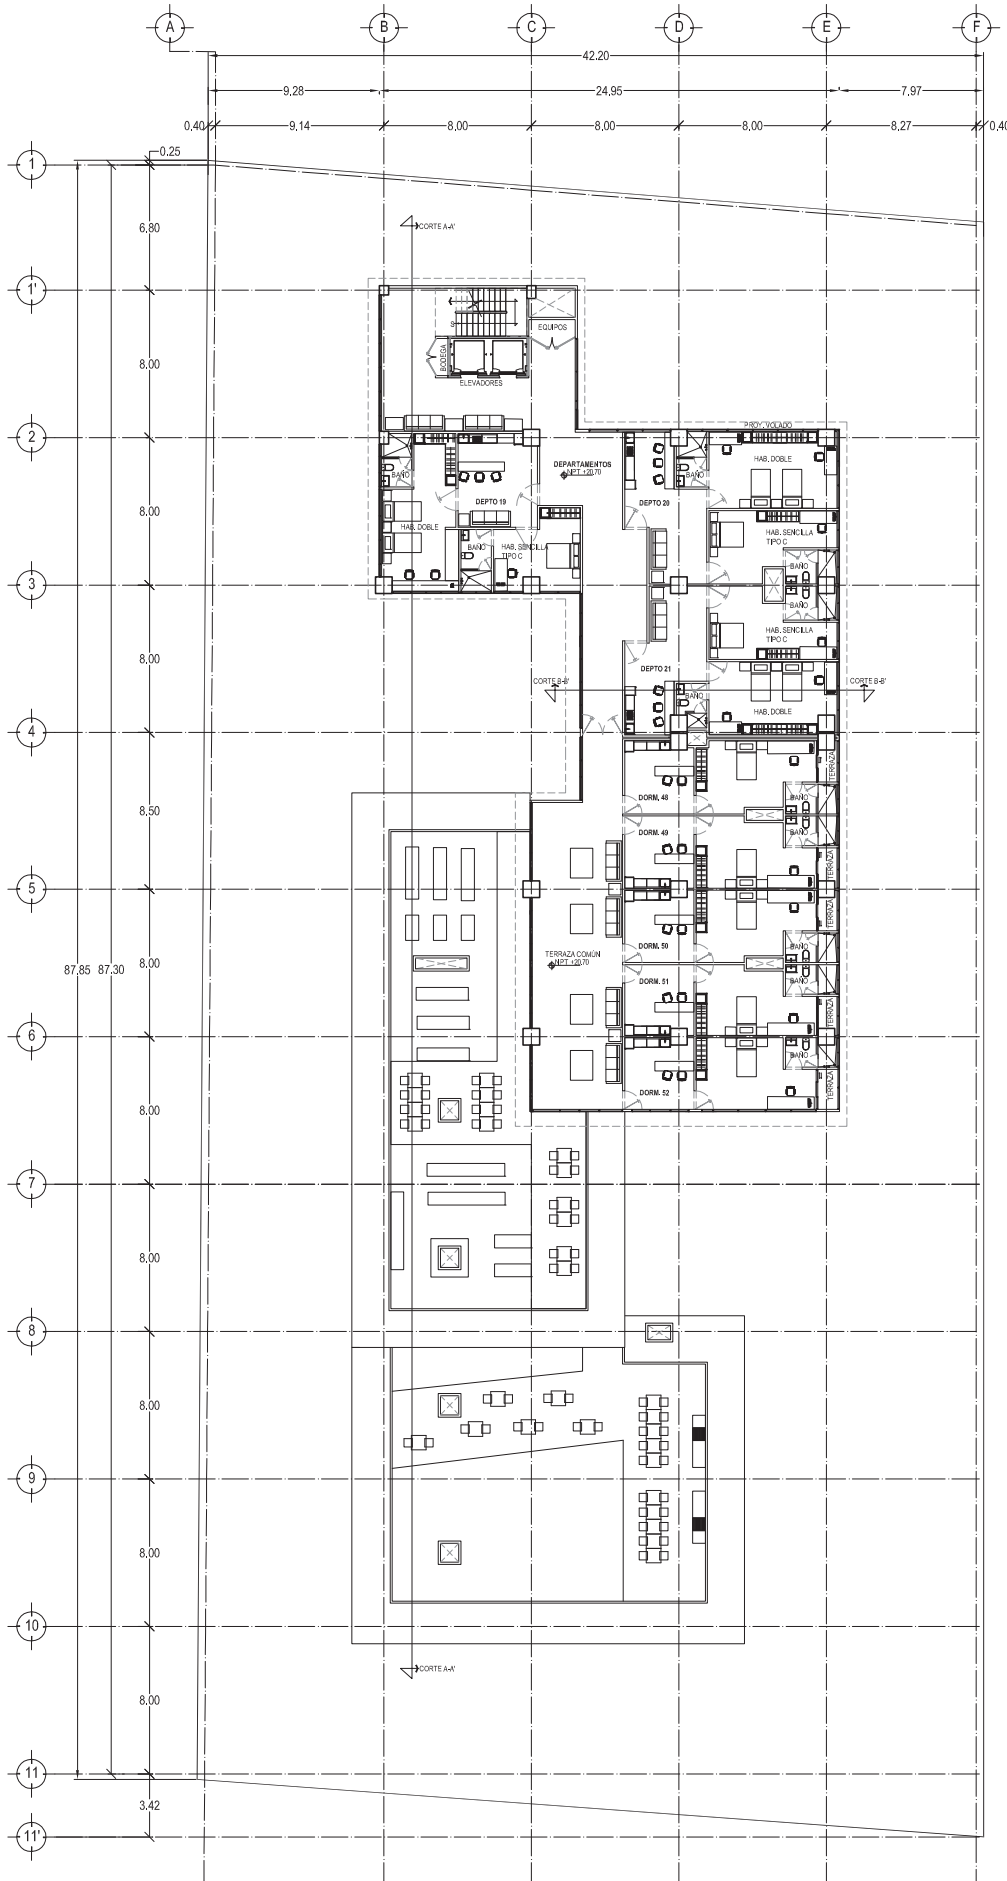 A B C D E F
42.20
9.28 24.95 7.97
0.40 9.14 8.00 8.00 8.00 8.27 0.40
1
0.25
6.80
CORTE A-A'
1'
EQUIPOS
8.00
BODEGA
ELEVADORES
2
PROY. VOLADO
HAB. DOBLE
DEPARTAMENTOS
NPT. +20.70
BAÑO
BAÑO
DEPTO 19
DEPTO 20
8.00
HAB. DOBLE
HAB. SENCILLA
TIPO C
BAÑO
HAB. SENCILLA
TIPO C
BAÑO
3
BAÑO
HAB. SENCILLA
TIPO C
8.00
DEPTO 21
CORTE B-B'
CORTE B-B'
BAÑO
HAB. DOBLE
4
TERRAZA
8.50
DORM. 48
BAÑO
DORM. 49
BAÑO
TERRAZA
5
TERRAZA
DORM. 50
BAÑO
TERRAZA COMÚN
NPT. +20.70
8.00
87.85 87.30
DORM. 51
BAÑO
TERRAZA
6
BAÑO
TERRAZA
DORM. 52
8.00
7
8.00
8
8.00
9
8.00
10
CORTE A-A'
8.00
11
3.42
11'